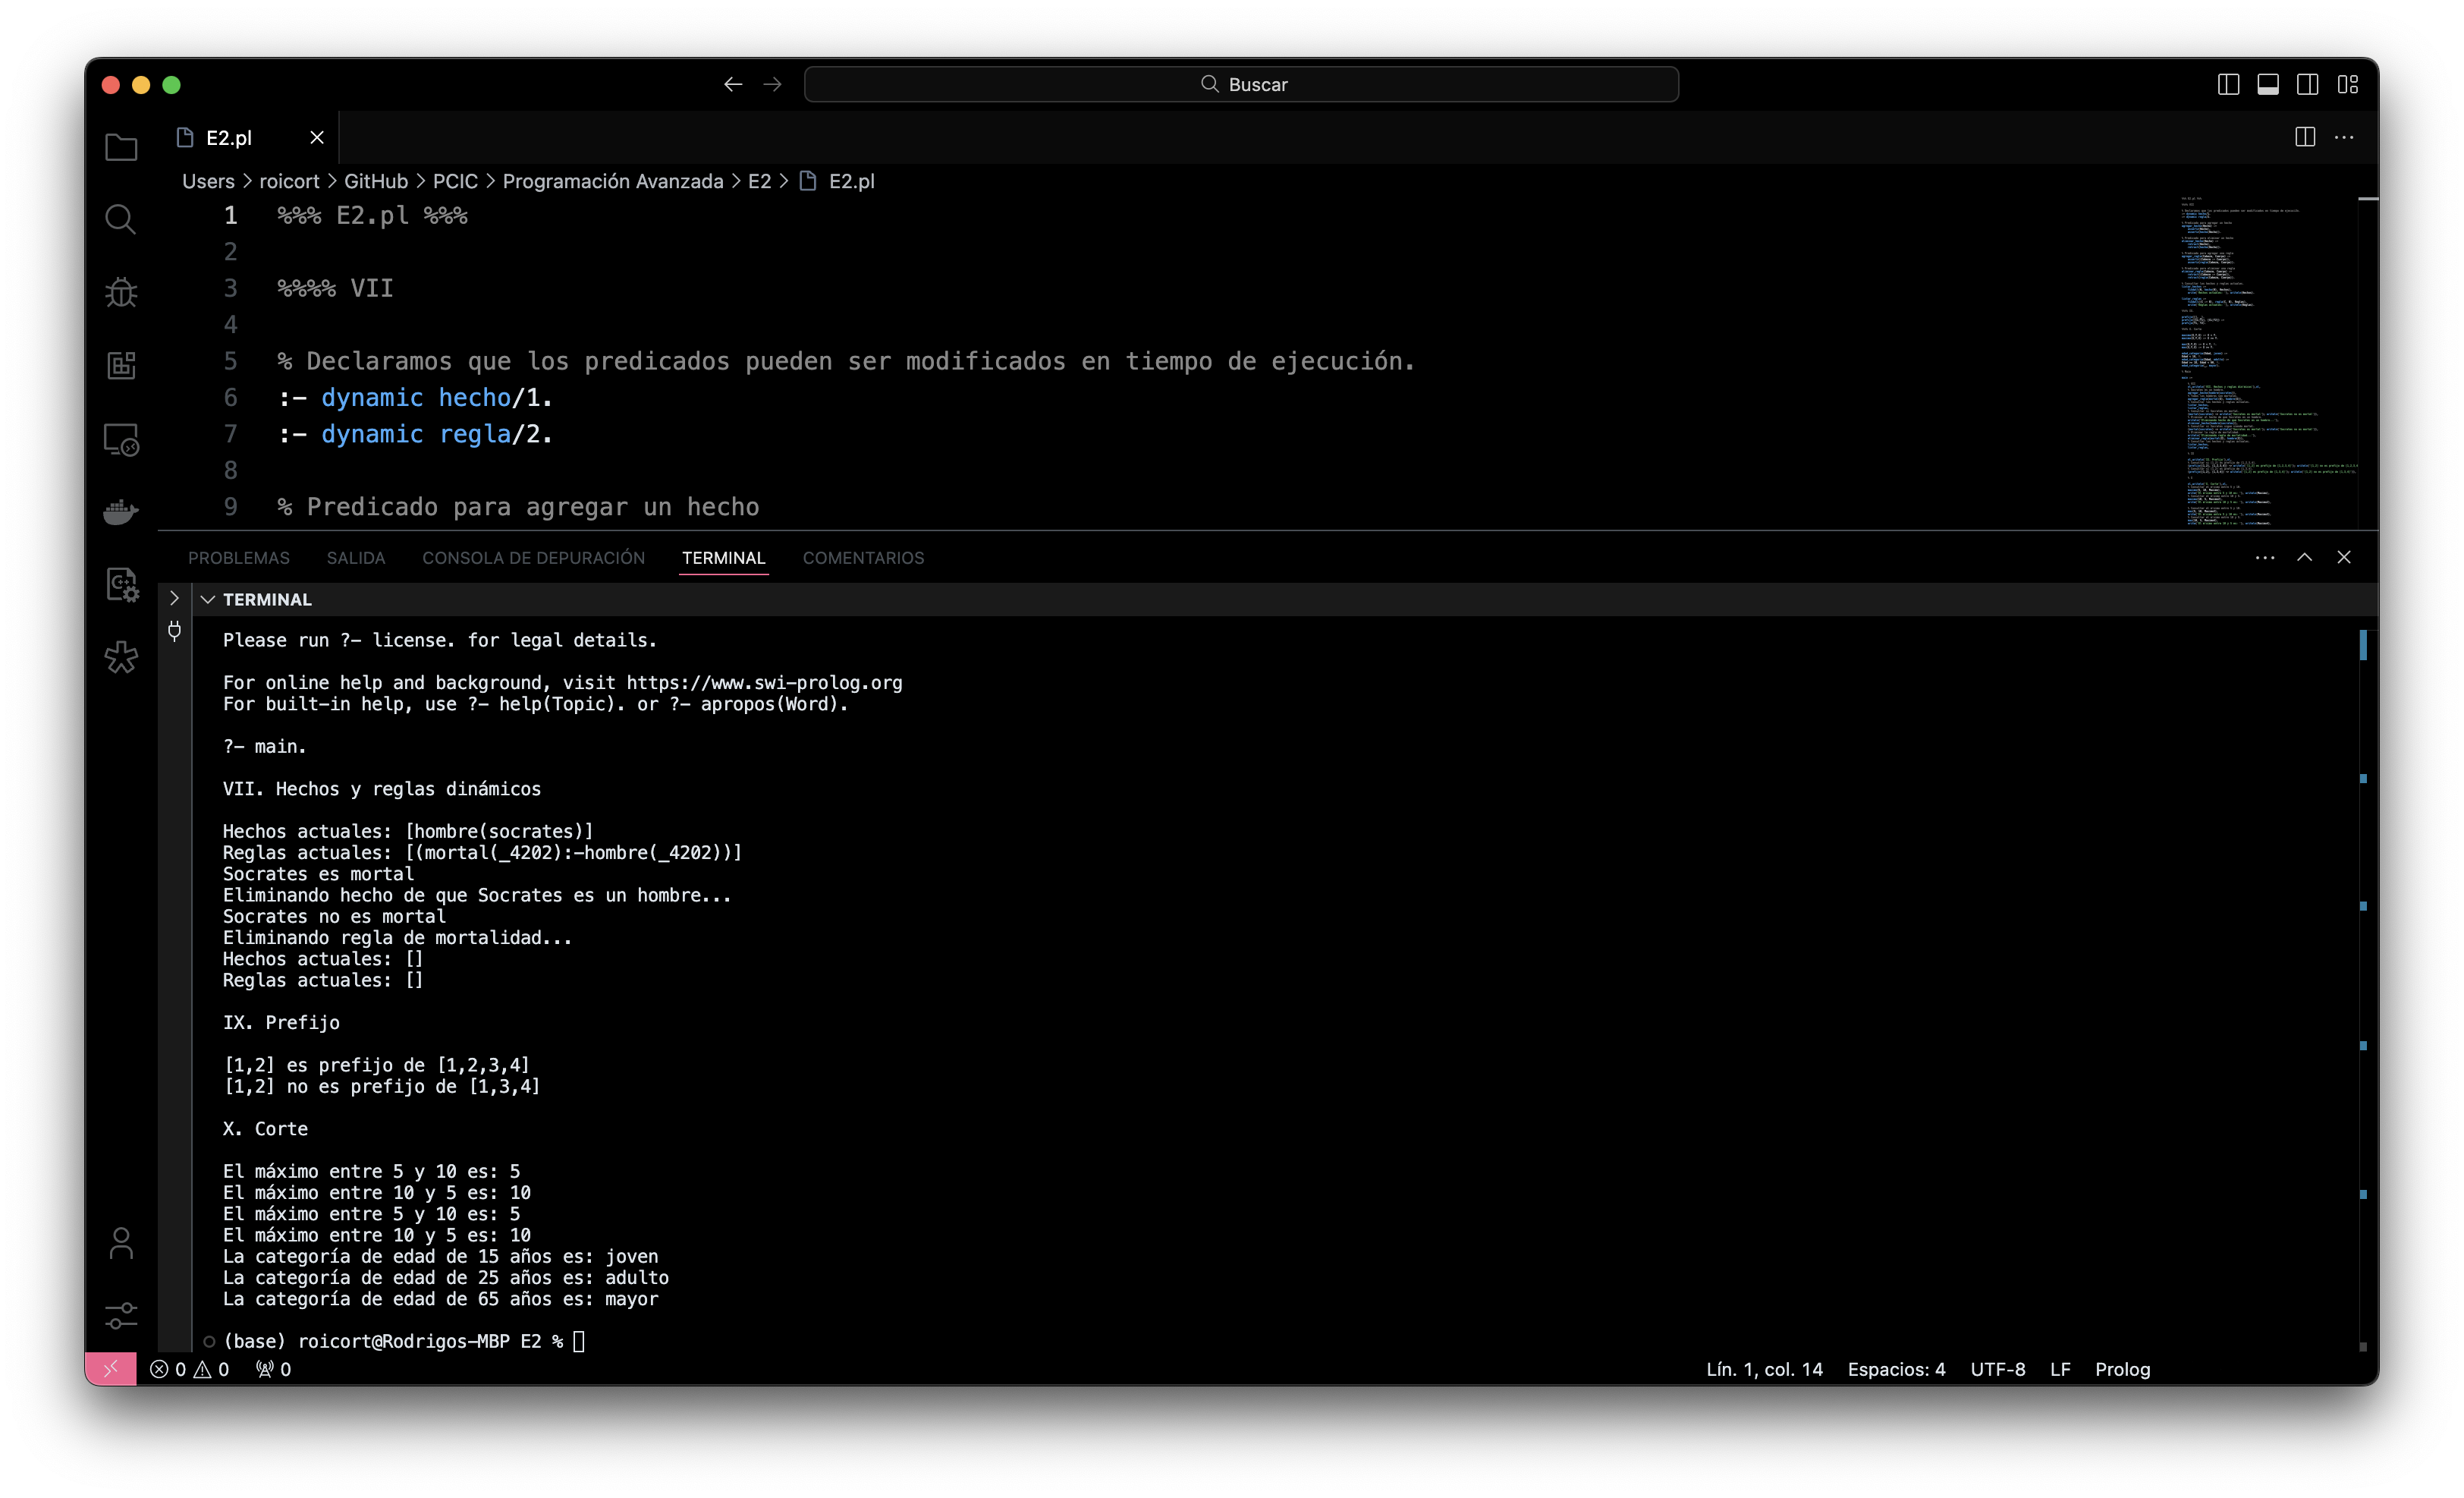 Buscar
E2.pl
Users > roicort > GitHub > PCIC > Programación Avanzada > E2 > E2.pl
1 %%% E2.pl %%%
2
3 %%%% VII
4
5 % Declaramos que los predicados pueden ser modificados en tiempo de ejecución.
6 :- dynamic hecho/1.
7 :- dynamic regla/2.
8
9 % Predicado para agregar un hecho
PROBLEMAS SALIDA CONSOLA DE DEPURACIÓN TERMINAL COMENTARIOS
TERMINAL
Please run ?- license. for legal details.
For online help and background, visit https://www.swi-prolog.org
For built-in help, use ?- help(Topic). or ?- apropos(Word).
?- main.
VII. Hechos y reglas dinámicos
Hechos actuales: [hombre(socrates)]
Reglas actuales: [(mortal(_4202):-hombre(_4202))]
Socrates es mortal
Eliminando hecho de que Socrates es un hombre...
Socrates no es mortal
Eliminando regla de mortalidad...
Hechos actuales: []
Reglas actuales: []
IX. Prefijo
[1,2] es prefijo de [1,2,3,4]
[1,2] no es prefijo de [1,3,4]
X. Corte
El máximo entre 5 y 10 es: 5
El máximo entre 10 y 5 es: 10
El máximo entre 5 y 10 es: 5
El máximo entre 10 y 5 es: 10
La categoría de edad de 15 años es: joven
La categoría de edad de 25 años es: adulto
La categoría de edad de 65 años es: mayor
(base) roicort@Rodrigos-MBP E2 %
0 0 0 Lín. 1, col. 14 Espacios: 4 UTF-8 LF Prolog